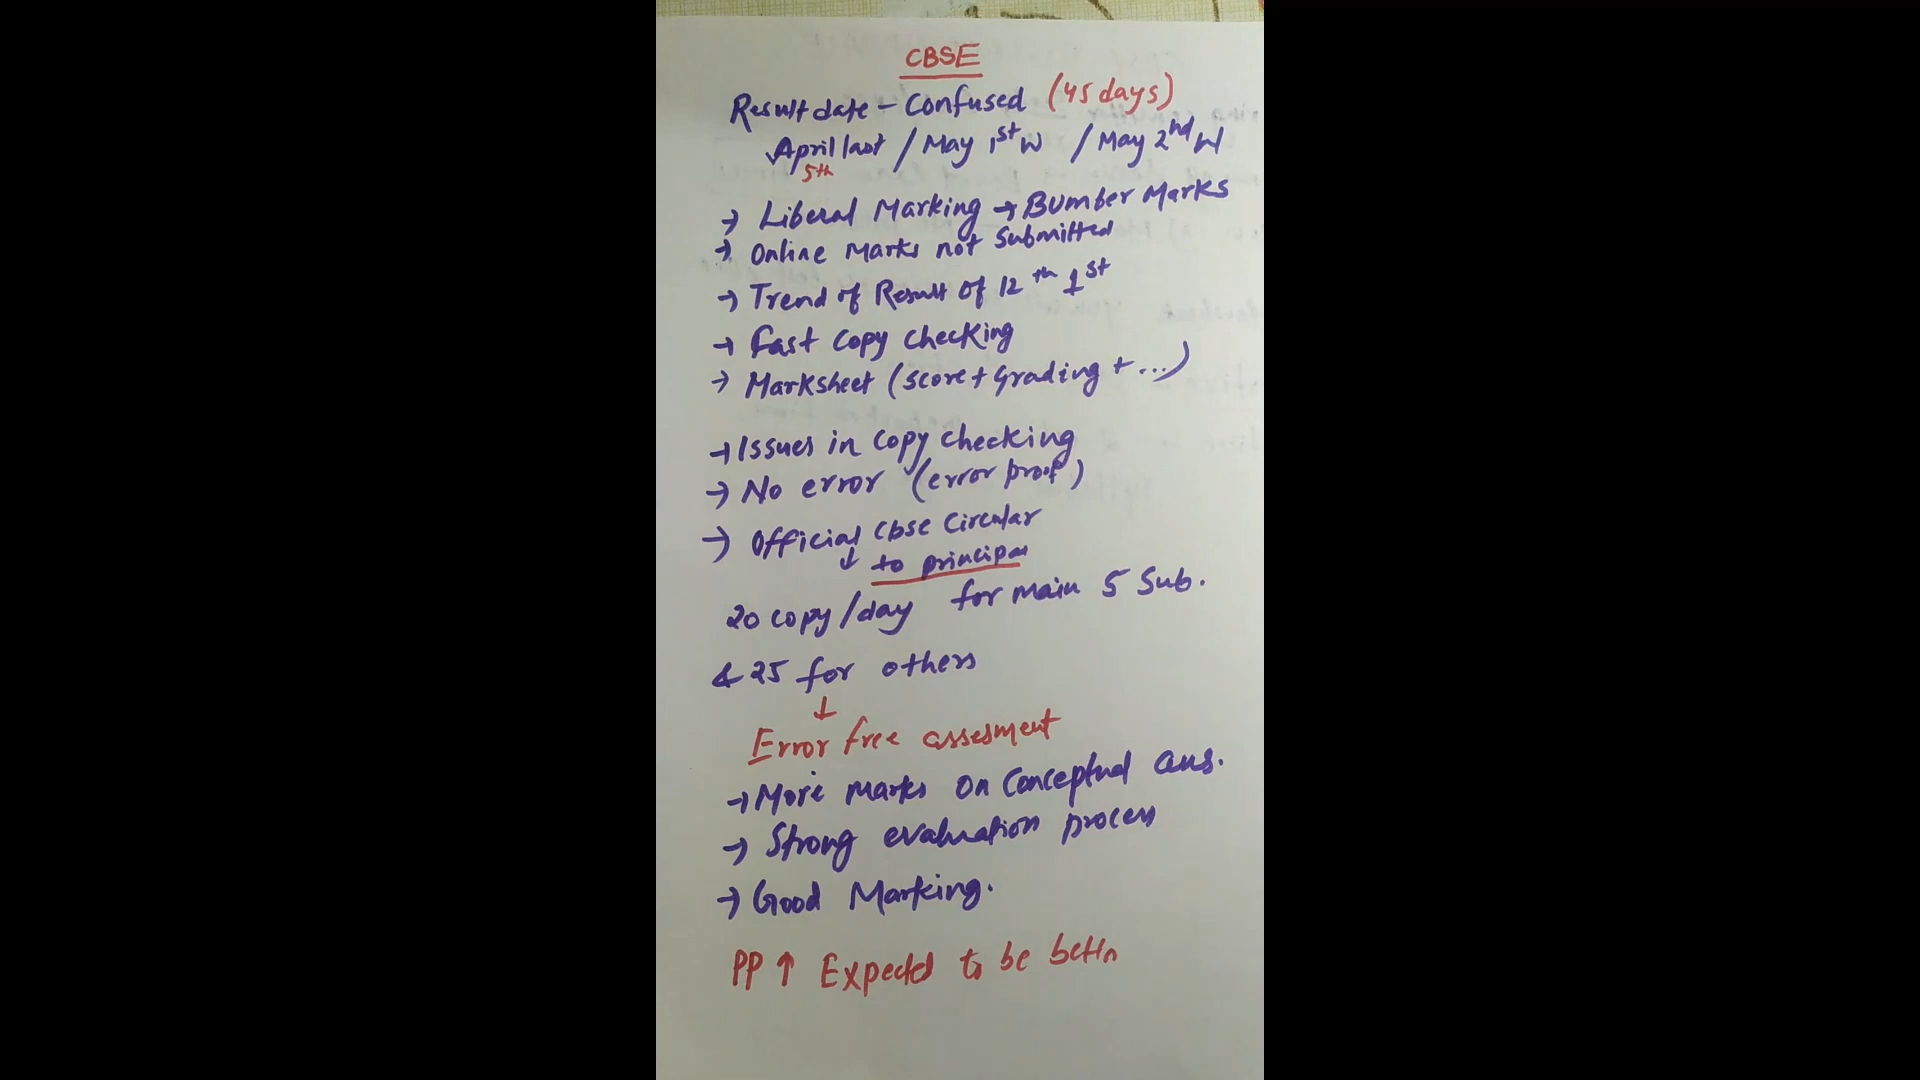 CBSE
Result date - Confused (45 days)
April last / May 1st W / May 2nd W
5th
→ Liberal Marking → Bumber Marks
→ Online Marks not Submitted
→ Trend of Result of 12th 1st
→ Fast Copy Checking
→ Marksheet (Score + Grading + ...)
→ Issues in Copy Checking
→ No error (error proof)
→ Official Cbse Circular
↓ to principal
20 copy/day for main 5 Sub.
& 25 for others
↓
Error free assesment
→ More marks on Conceptual ans.
→ Strong evaluation process
→ Good Marking.
PP ↑ Expected to be better